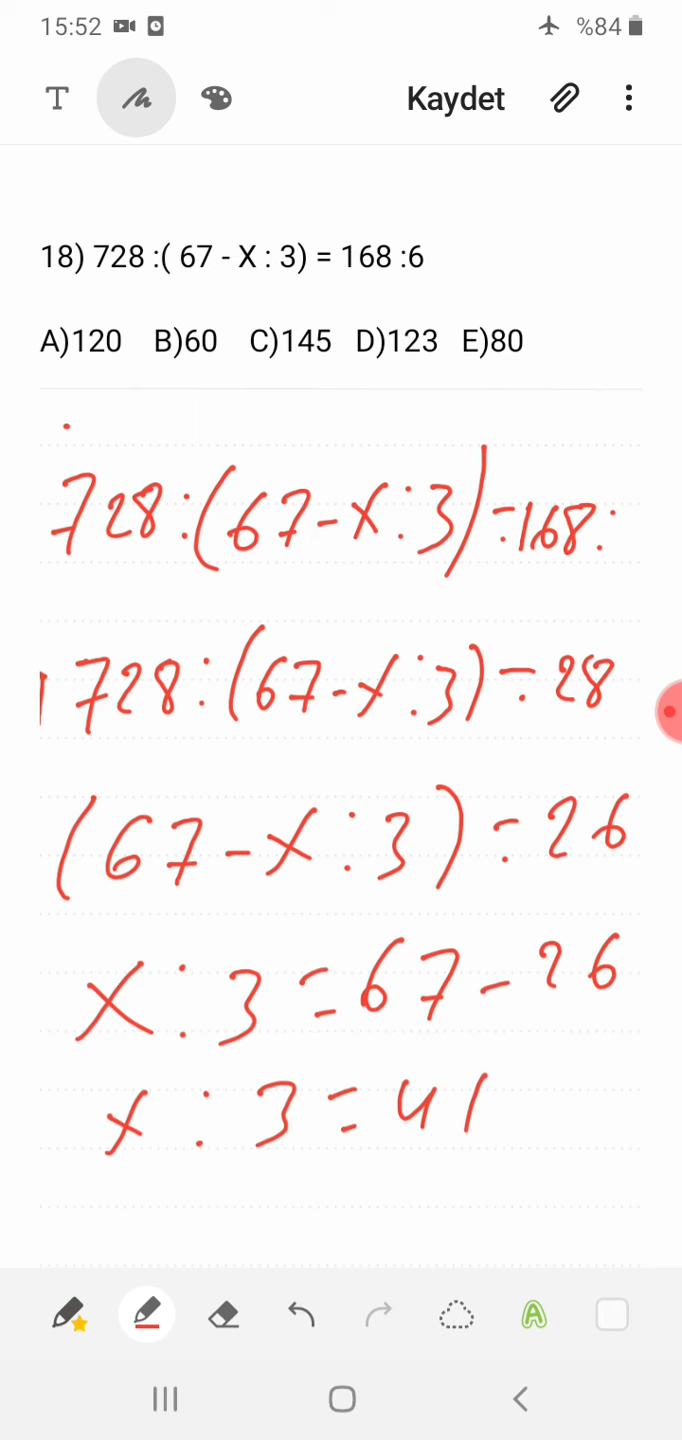 15:52 %84
T Kaydet
18) 728 :( 67 - X : 3) = 168 :6
A)120 B)60 C)145 D)123 E)80
728:(67-x:3)=168:
728:(67-x:3)=28
(67-x:3)=26
x:3=67-26
x:3=41
A